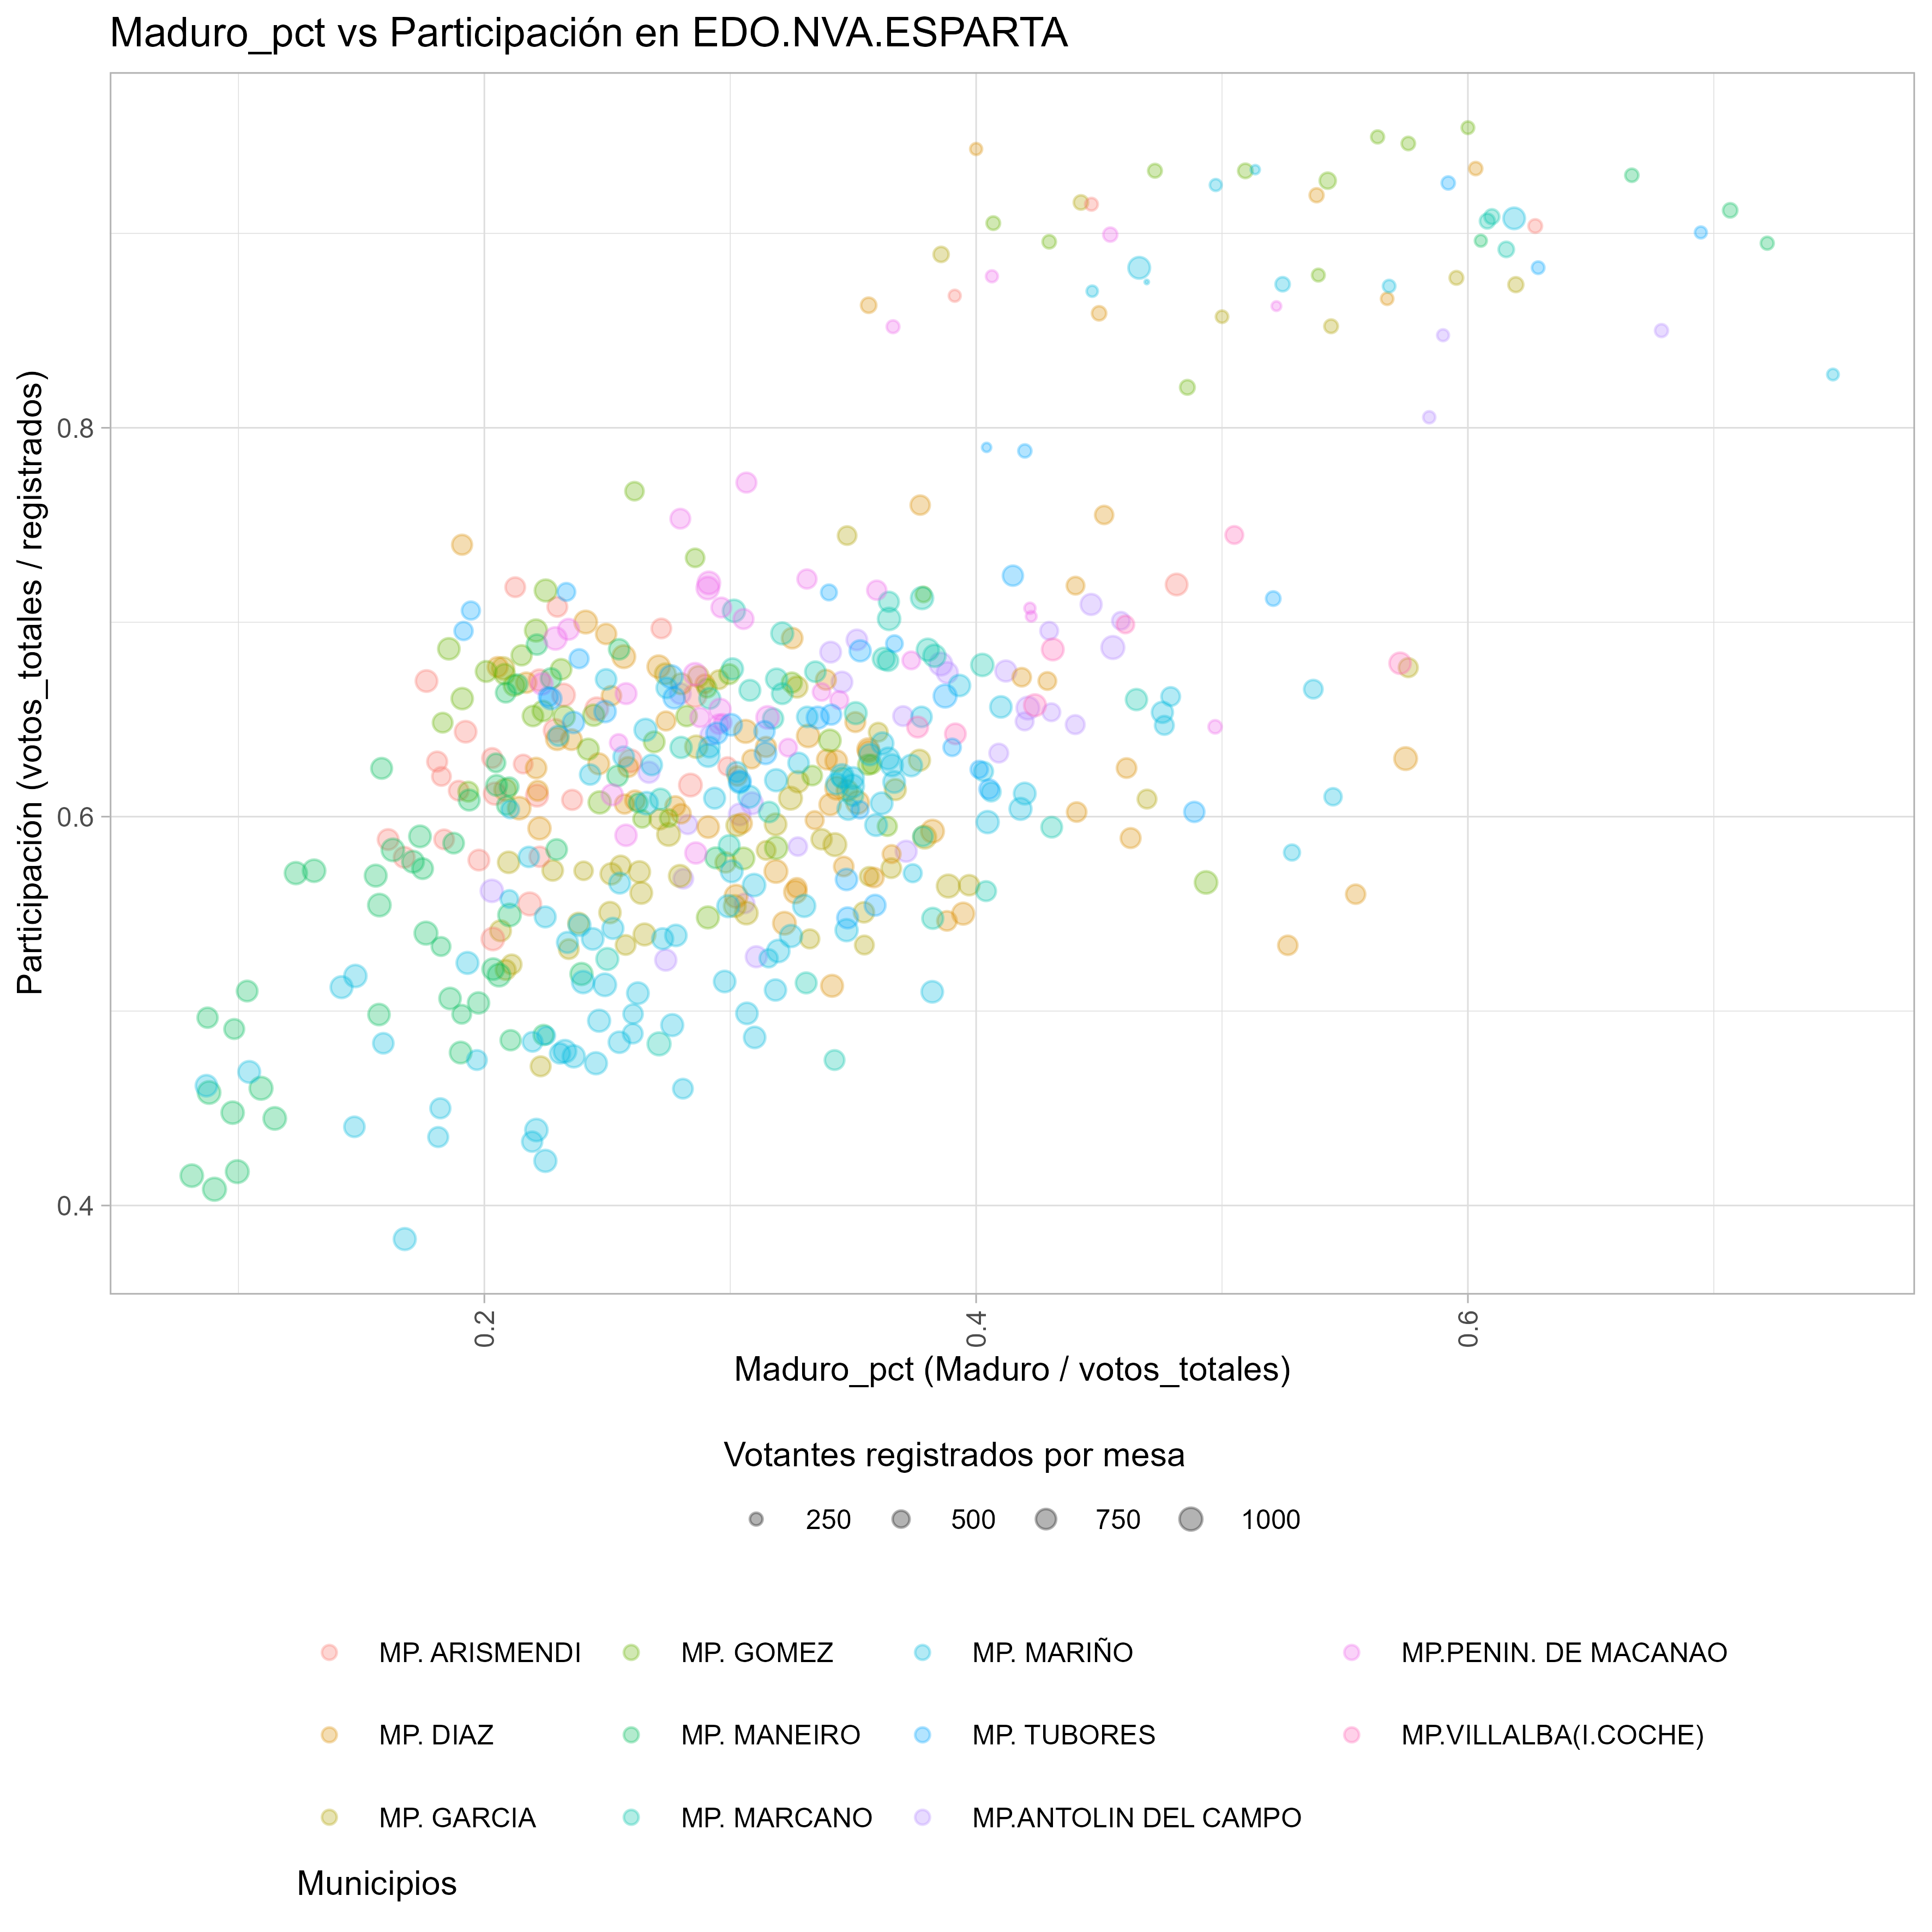 Maduro_pct vs Participación en EDO.NVA.ESPARTA
Participación (votos_totales / registrados)
0.8
0.6
0.4
0.2
0.4
0.6
Maduro_pct (Maduro / votos_totales)
Votantes registrados por mesa
250
500
750
1000
MP. ARISMENDI
MP. GOMEZ
MP. MARIÑO
MP.PENIN. DE MACANAO
MP. DIAZ
MP. MANEIRO
MP. TUBORES
MP.VILLALBA(I.COCHE)
MP. GARCIA
MP. MARCANO
MP.ANTOLIN DEL CAMPO
Municipios